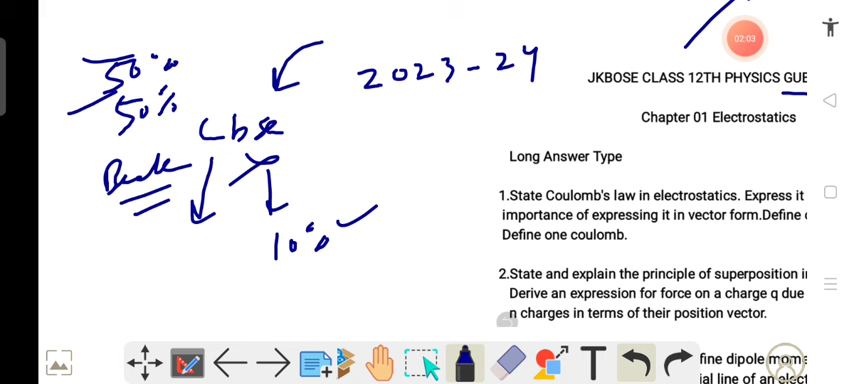 50%
50%
2023-24
Cbse
10%
02:03
JKBOSE CLASS 12TH PHYSICS GUE
Chapter 01 Electrostatics
Long Answer Type
1.State Coulomb's law in electrostatics. Express it
importance of expressing it in vector form.Define
Define one coulomb.
2.State and explain the principle of superposition i
Derive an expression for force on a charge q due
n charges in terms of their position vector.
fine dipole mom
ial line of an elect
T